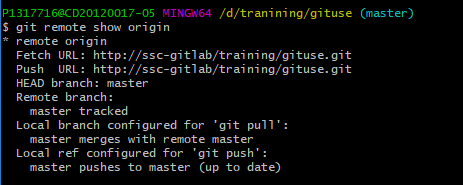 P1317716@CD20120017-05 MINGW64 /d/tranining/gituse (master)
$ git remote show origin
* remote origin
  Fetch URL: http://ssc-gitlab/training/gituse.git
  Push  URL: http://ssc-gitlab/training/gituse.git
  HEAD branch: master
  Remote branch:
    master tracked
  Local branch configured for 'git pull':
    master merges with remote master
  Local ref configured for 'git push':
    master pushes to master (up to date)